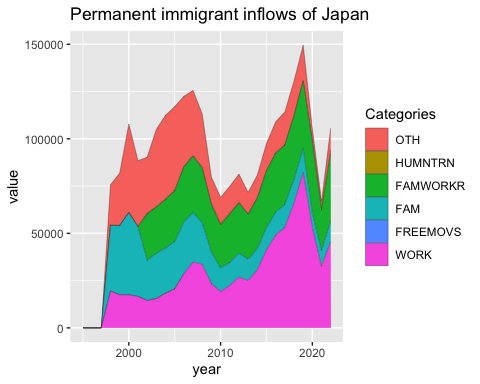 Permanent immigrant inflows of Japan
150000
100000
50000
0
value
2000
2010
2020
year
Categories
OTH
HUMNTRN
FAMWORKR
FAM
FREEMOVS
WORK